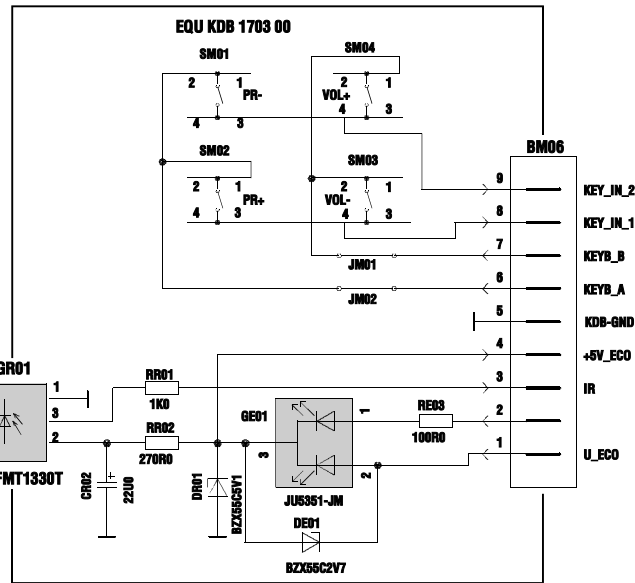 EQU KDB 1703 00
SM01
SM04
2 1
PR-
4 3
2 1
VOL+
4 3
SM02
SM03
2 1
PR+
4 3
2 1
VOL-
4 3
BM06
9 KEY_IN_2
8 KEY_IN_1
7 KEYB_B
JM01
6 KEYB_A
JM02
5 KDB-GND
4 +5V_ECO
3 IR
2
1 U_ECO
GR01
1
3
2
FMT1330T
RR01
1K0
RR02
270R0
CR02
+
22U0
DR01
BZX55C5V1
GE01
3
1
2
JU5351-JM
RE03
100R0
DE01
BZX55C2V7